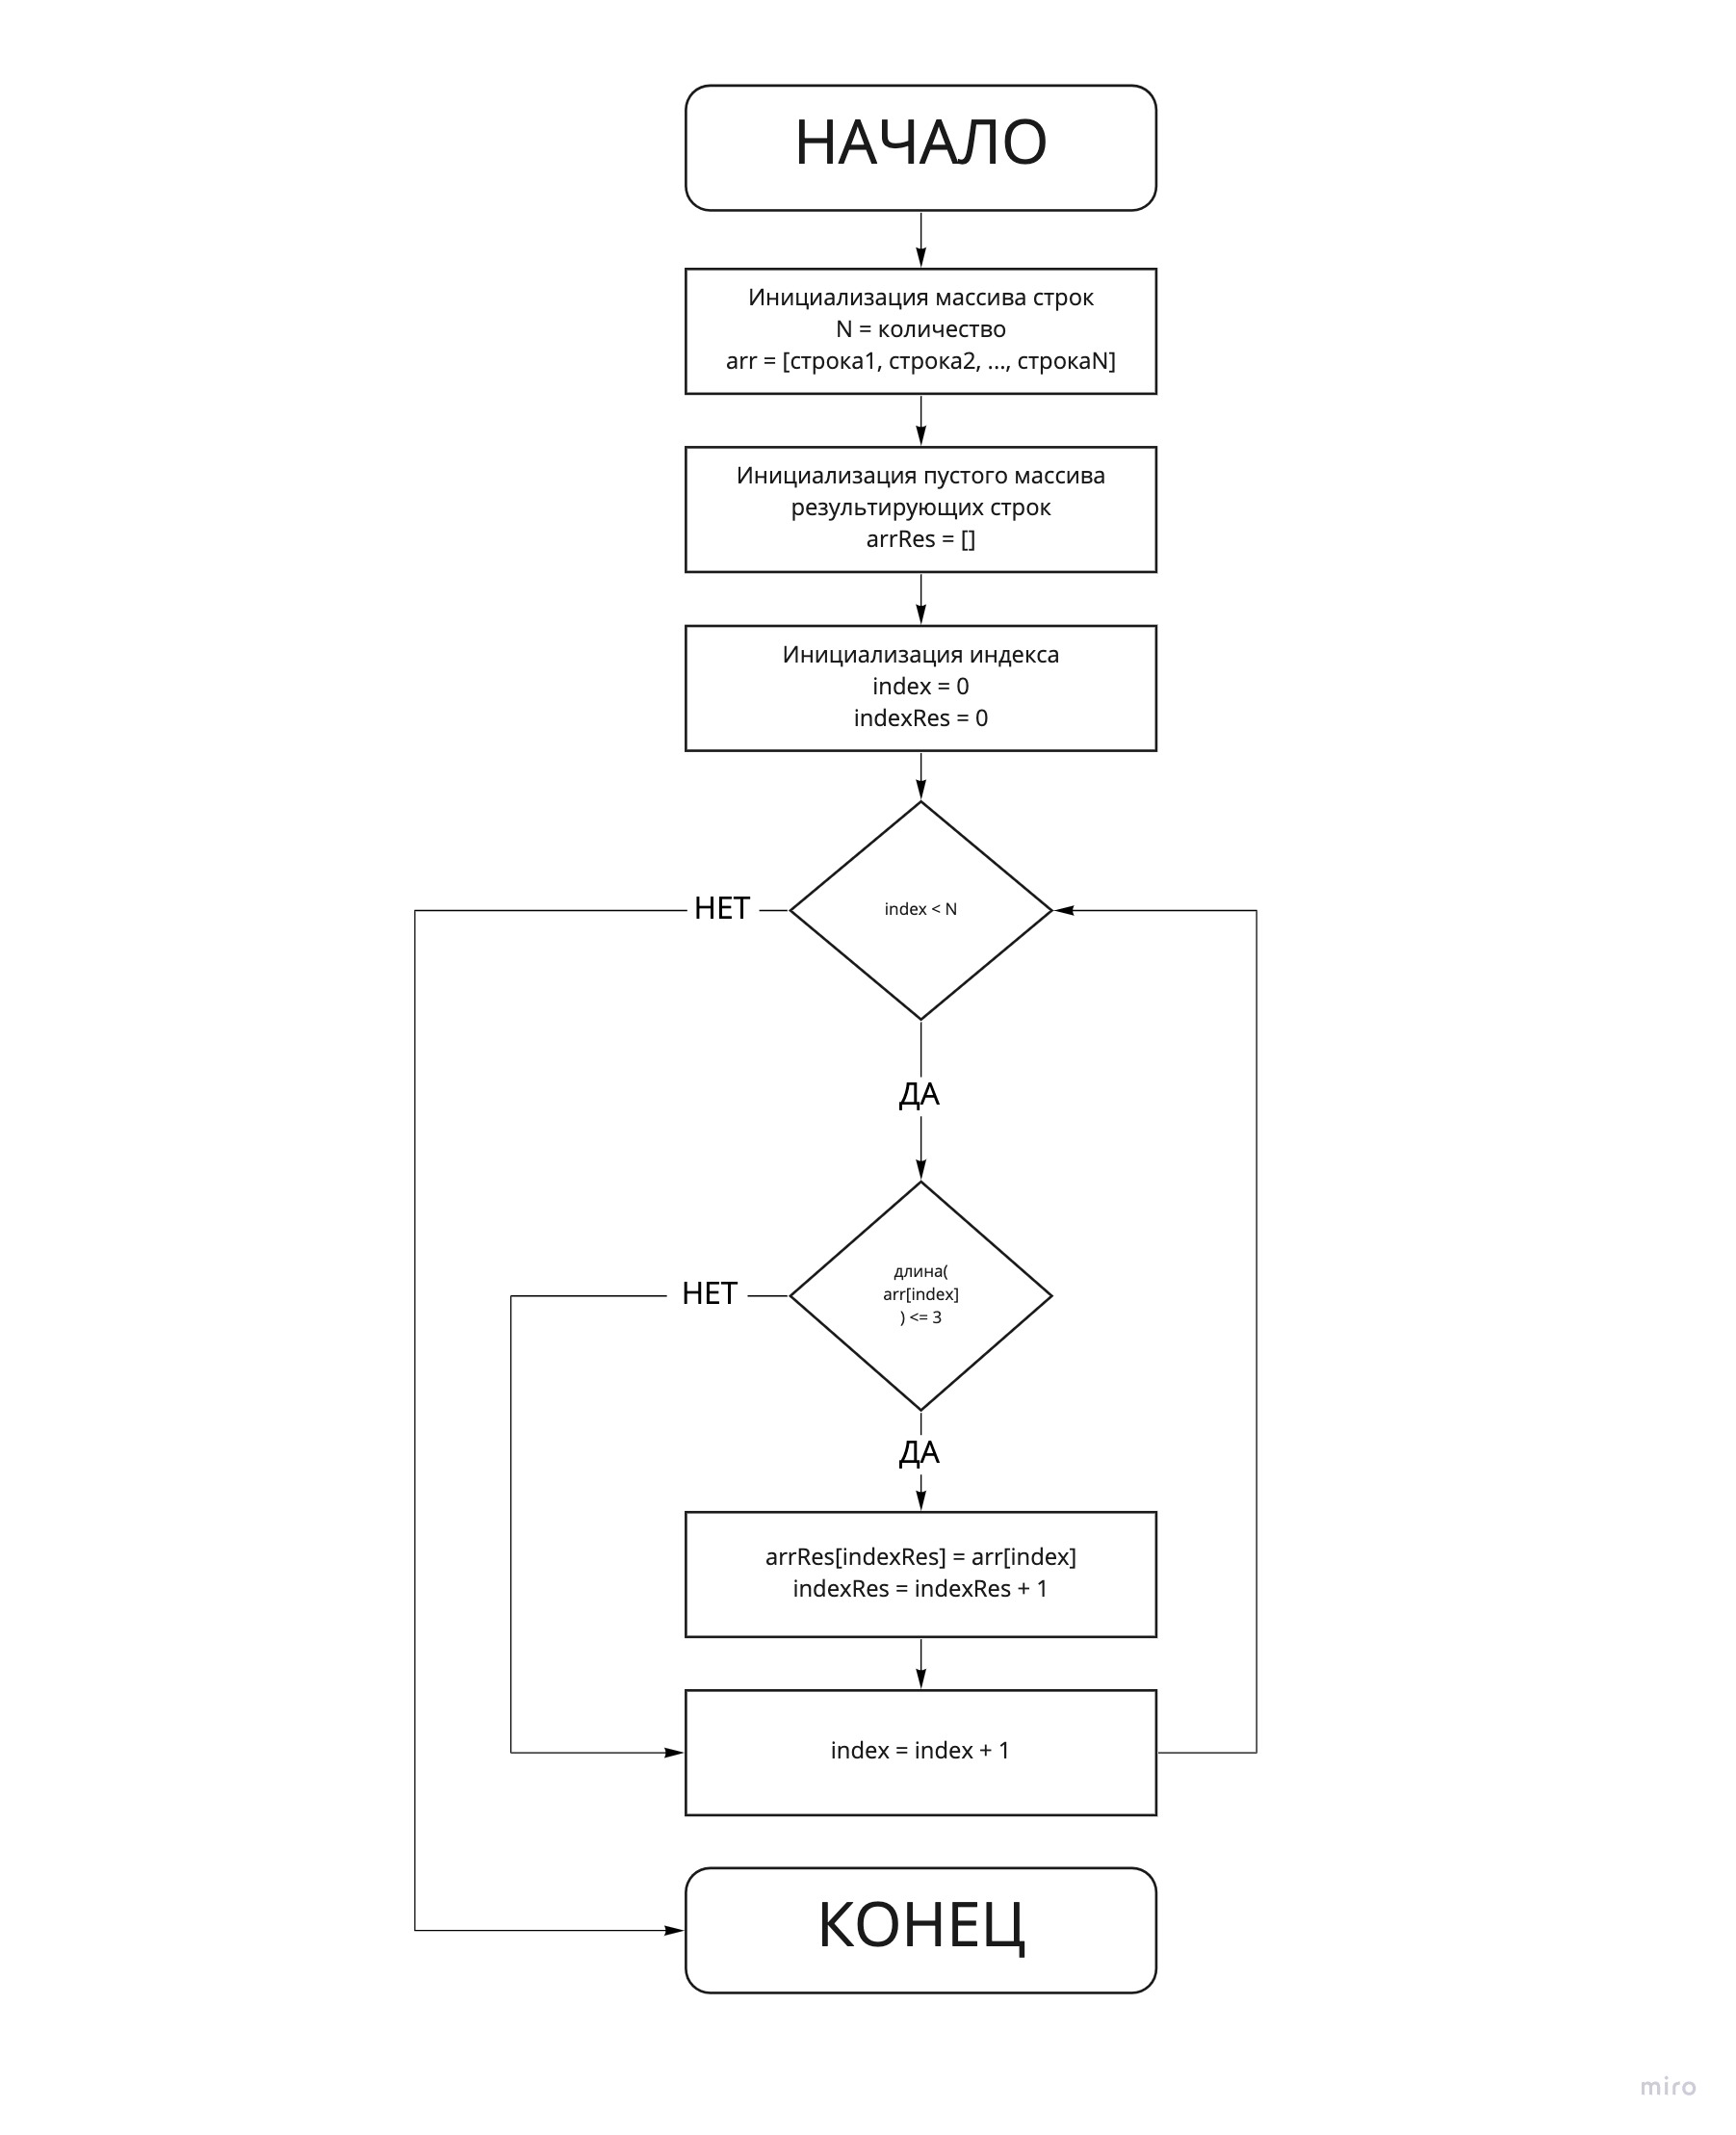 НАЧАЛО
Инициализация массива строк
N = количество
arr = [строка1, строка2, ..., строкаN]
Инициализация пустого массива
результирующих строк
arrRes = []
Инициализация индекса
index = 0
indexRes = 0
НЕТ
index < N
ДА
длина(
НЕТ
arr[index]
) <= 3
ДА
arrRes[indexRes] = arr[index]
indexRes = indexRes + 1
index = index + 1
КОНЕЦ
miro